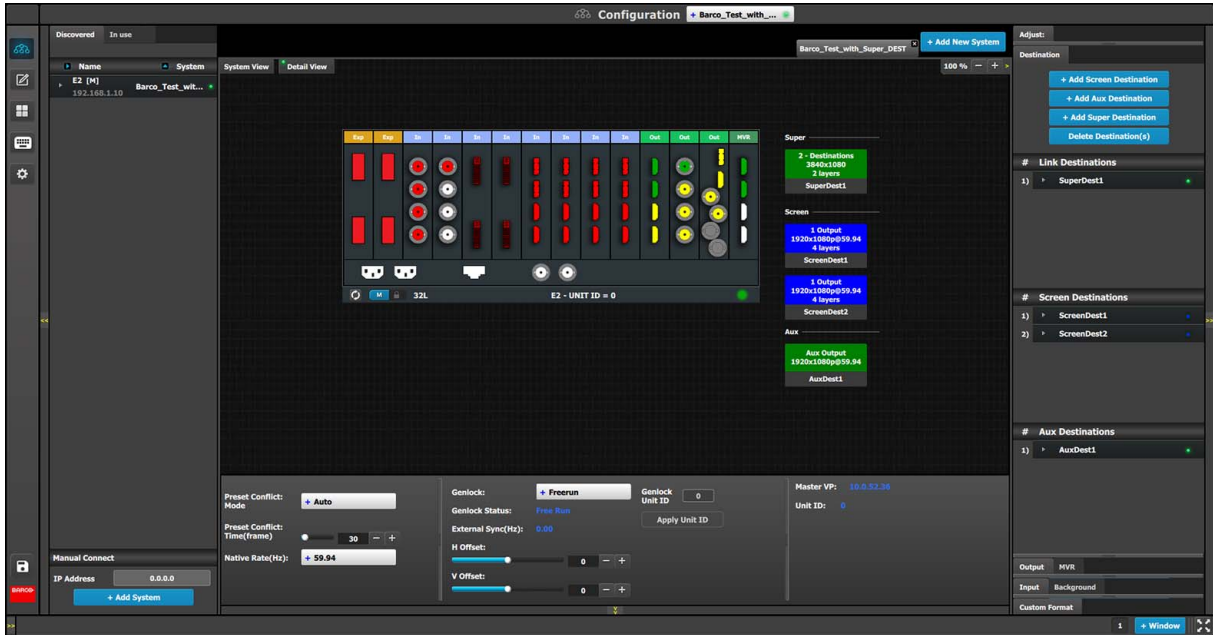 Configuration + Barco_Test_with_...
Discovered In use
Name System
E2 [M] Barco_Test_wit...
192.168.1.10
Manual Connect
IP Address 0.0.0.0
+ Add System
BARCO
Barco_Test_with_Super_DEST x + Add New System
System View Detail View 100 % - +
Exp Exp In In In In In In In In Out Out Out MVR
M 32L E2 - UNIT ID = 0
Super
2 - Destinations
3840x1080
2 layers
SuperDest1
Screen
1 Output
1920x1080p@59.94
4 layers
ScreenDest1
1 Output
1920x1080p@59.94
4 layers
ScreenDest2
Aux
Aux Output
1920x1080p@59.94
AuxDest1
Preset Conflict:
Mode + Auto
Preset Conflict:
Time(frame) 30 - +
Native Rate(Hz): + 59.94
Genlock: + Freerun
Genlock Status: Free Run
External Sync(Hz): 0.00
H Offset:
0 - +
V Offset:
0 - +
Genlock
Unit ID 0
Apply Unit ID
Master VP: 10.0.52.36
Unit ID: 0
Adjust:
Destination
+ Add Screen Destination
+ Add Aux Destination
+ Add Super Destination
Delete Destination(s)
# Link Destinations
1) SuperDest1
# Screen Destinations
1) ScreenDest1
2) ScreenDest2
# Aux Destinations
1) AuxDest1
Output MVR
Input Background
Custom Format
1 + Window